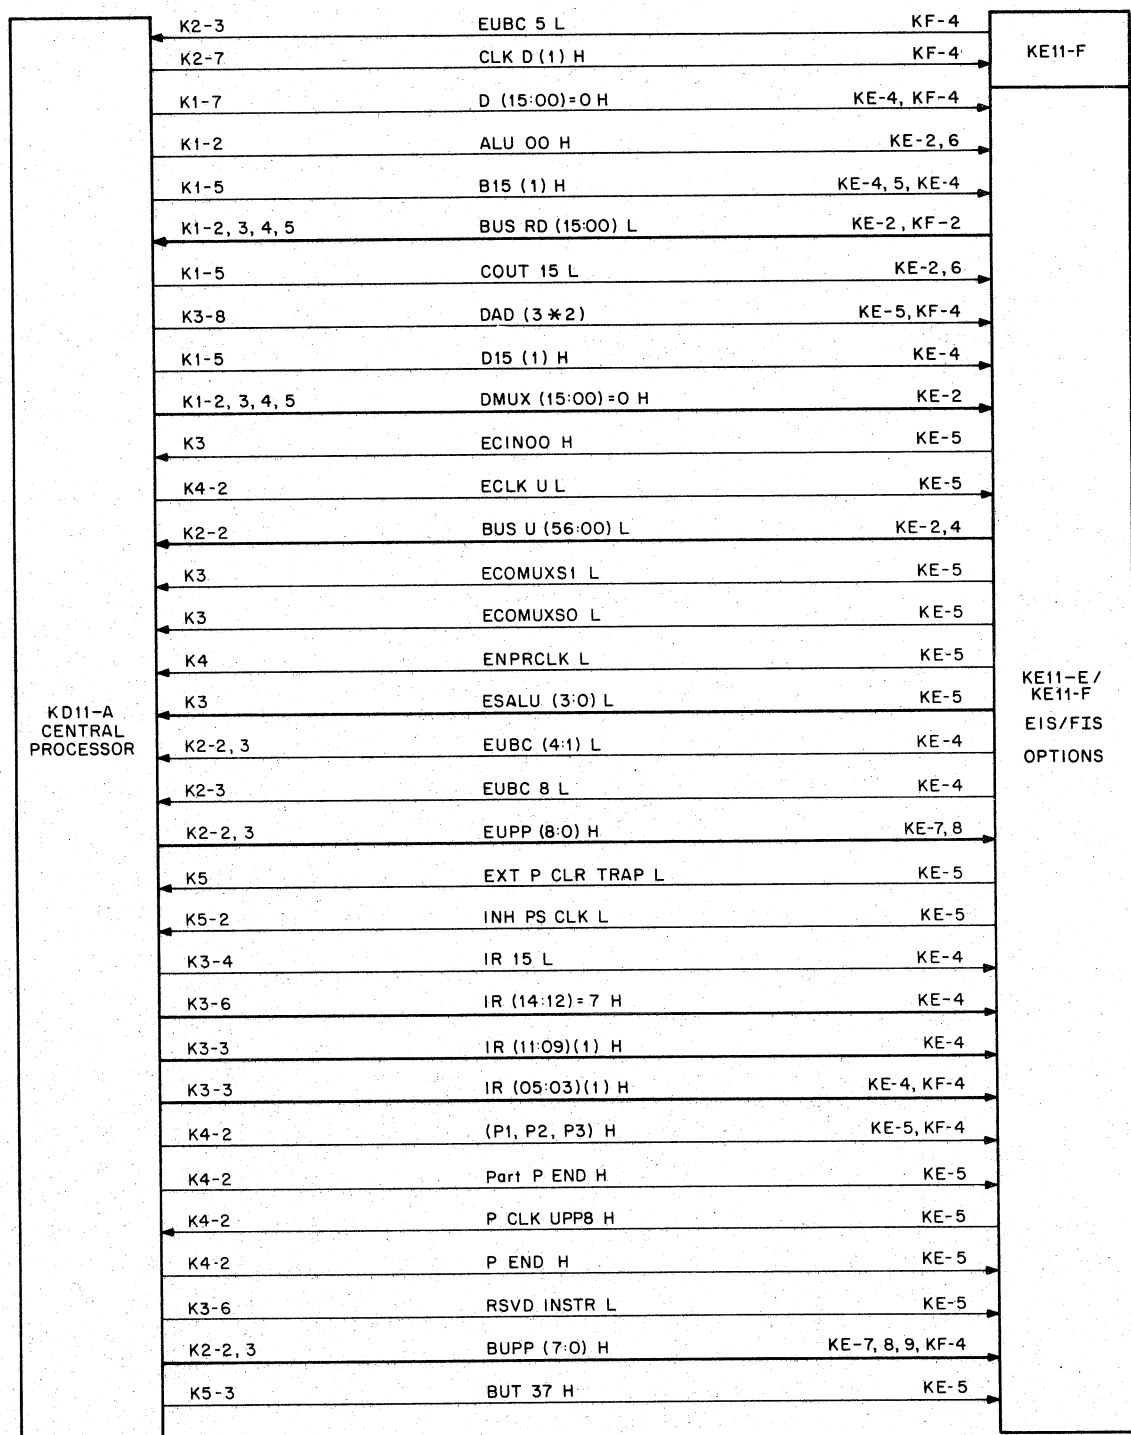 K2-3 EUBC 5 L KF-4
K2-7 CLK D (1) H KF-4
KE11-F
K1-7 D (15:00)=0 H KE-4, KF-4
K1-2 ALU 00 H KE-2, 6
K1-5 B15 (1) H KE-4, 5, KE-4
K1-2, 3, 4, 5 BUS RD (15:00) L KE-2, KF-2
K1-5 COUT 15 L KE-2, 6
K3-8 DAD (3*2) KE-5, KF-4
K1-5 D15 (1) H KE-4
K1-2, 3, 4, 5 DMUX (15:00)=0 H KE-2
K3 ECIN00 H KE-5
K4-2 ECLK U L KE-5
K2-2 BUS U (56:00) L KE-2, 4
K3 ECOMUXS1 L KE-5
K3 ECOMUXS0 L KE-5
K4 ENPRCLK L KE-5
K3 ESALU (3:0) L KE-5
KD11-A
CENTRAL
PROCESSOR
KE11-E /
KE11-F
EIS/FIS
OPTIONS
K2-2, 3 EUBC (4:1) L KE-4
K2-3 EUBC 8 L KE-4
K2-2, 3 EUPP (8:0) H KE-7, 8
K5 EXT P CLR TRAP L KE-5
K5-2 INH PS CLK L KE-5
K3-4 IR 15 L KE-4
K3-6 IR (14:12)=7 H KE-4
K3-3 IR (11:09)(1) H KE-4
K3-3 IR (05:03)(1) H KE-4, KF-4
K4-2 (P1, P2, P3) H KE-5, KF-4
K4-2 Part P END H KE-5
K4-2 P CLK UPP8 H KE-5
K4-2 P END H KE-5
K3-6 RSVD INSTR L KE-5
K2-2, 3 BUPP (7:0) H KE-7, 8, 9, KF-4
K5-3 BUT 37 H KE-5